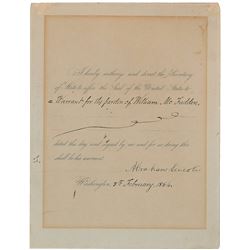 I hereby authorize and direct the Secretary
of State to affix the Seal of the United States to
a Warrant for the pardon of William Mc Fadden,
dated this day and signed by me and for so doing this
shall be his warrant.
Abraham Lincoln
Washington, February, 1864.